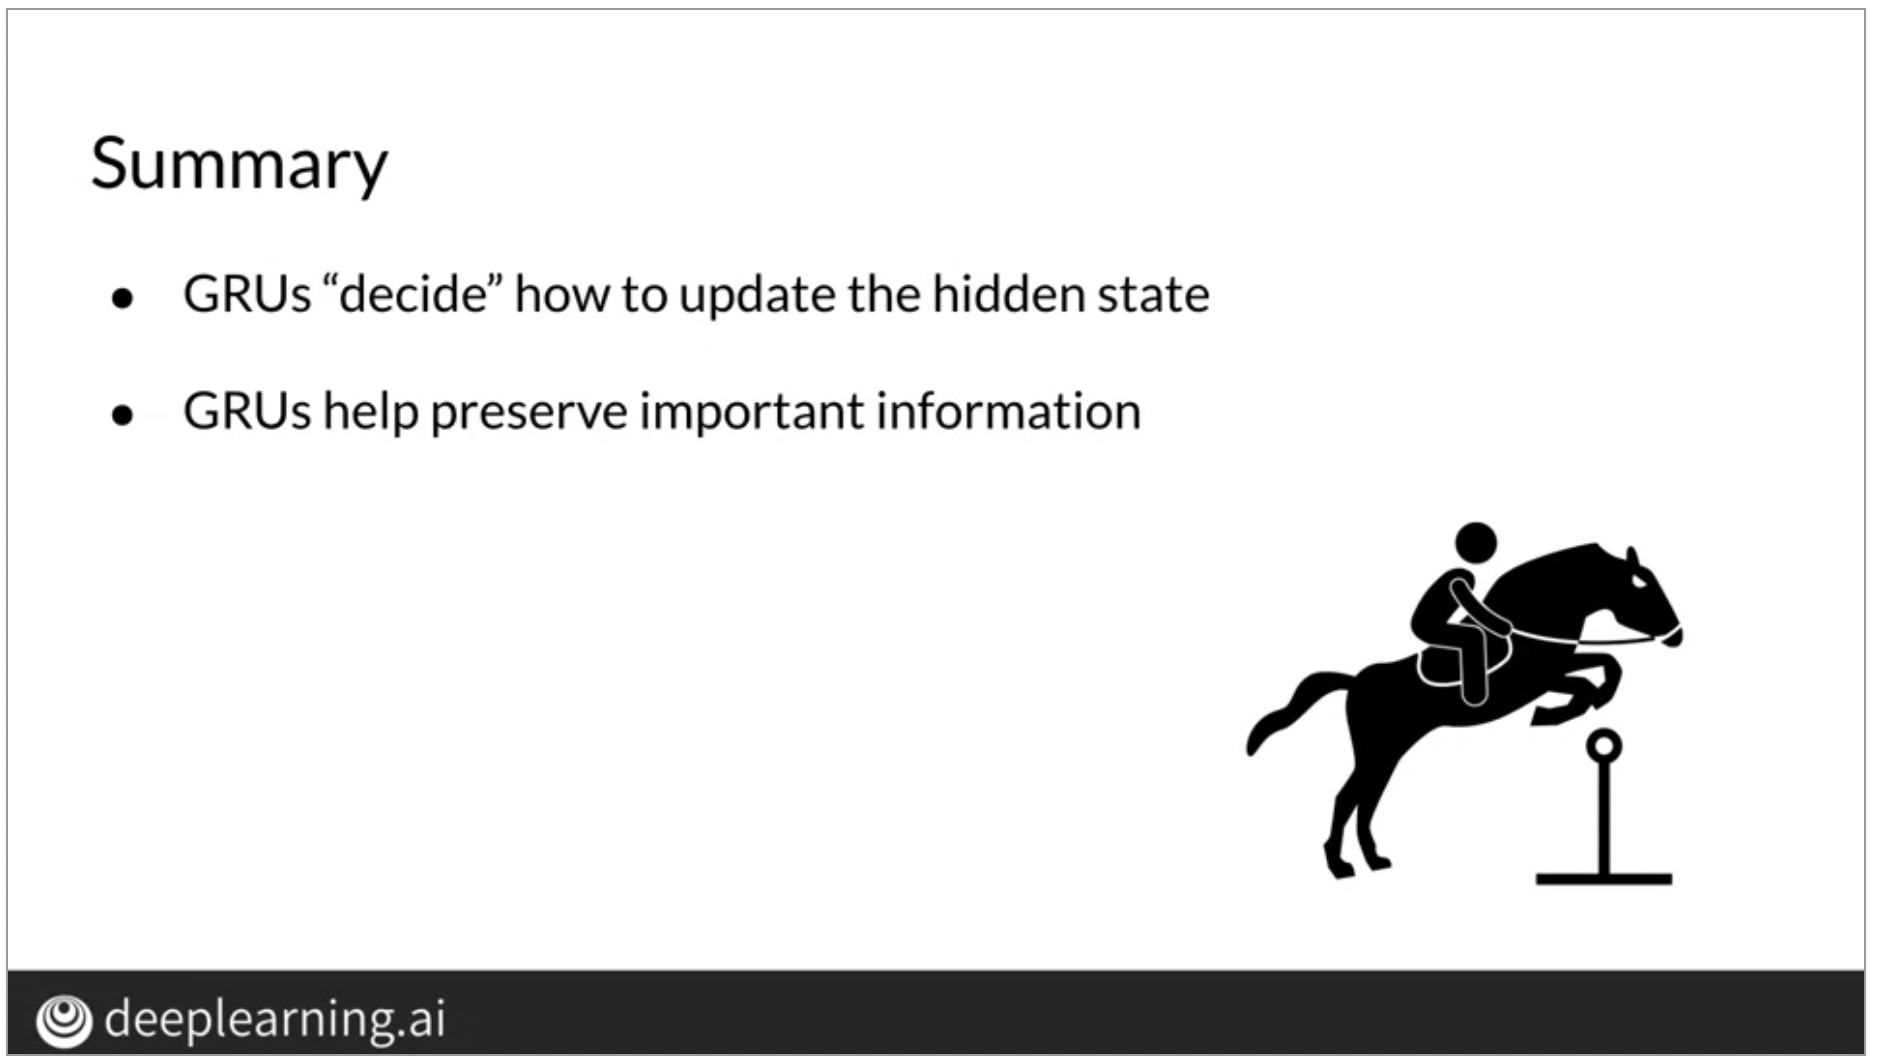 Summary
● GRUs “decide” how to update the hidden state
● GRUs help preserve important information
deeplearning.ai